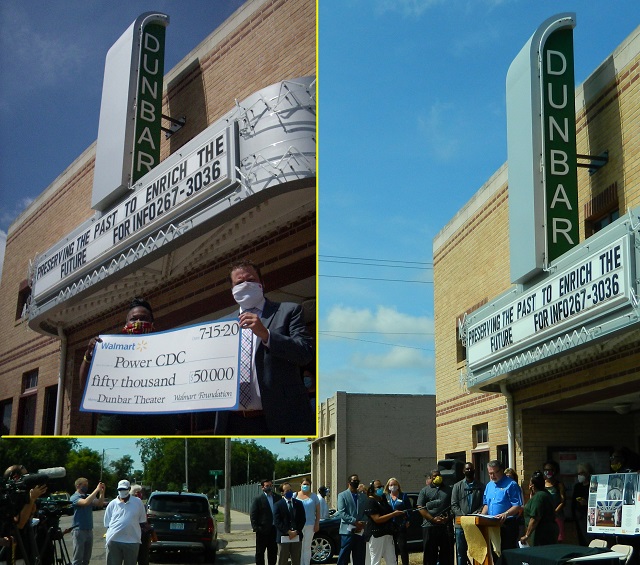 DUNBAR
PRESERVING THE PAST TO ENRICH THE
FUTURE FOR INFO267-3036
Walmart
7-15-20
Power CDC
fifty thousand $50,000
Dunbar Theater Walmart Foundation
DUNBAR
PRESERVING THE PAST TO ENRICH THE
FUTURE FOR INFO267-3036